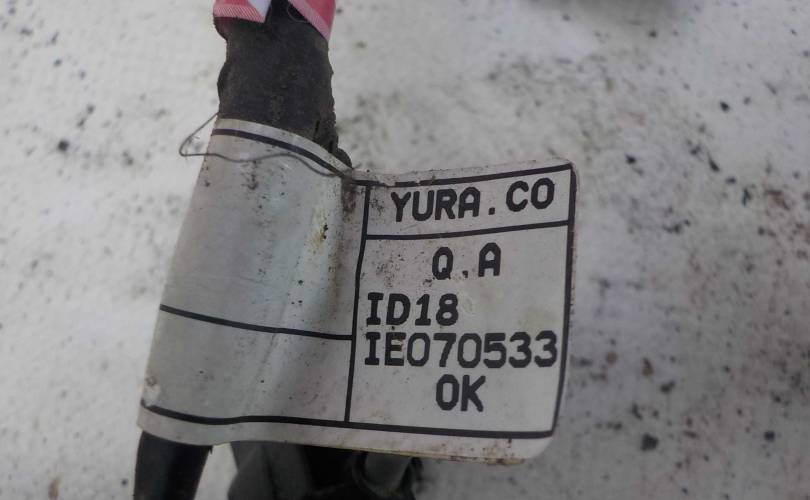 YURA.CO
Q.A
ID18
IE070533
OK